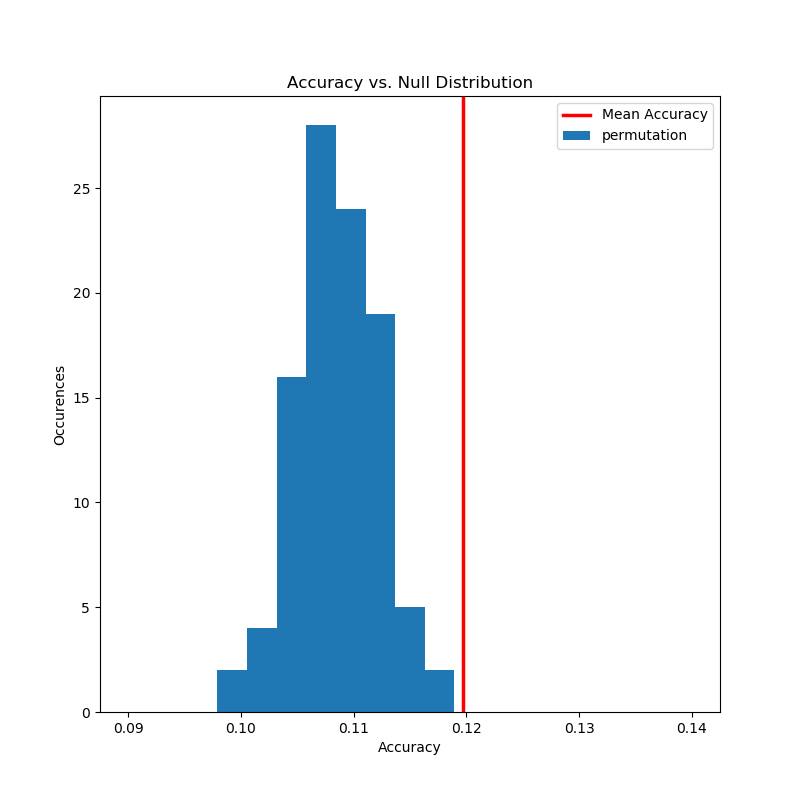 Accuracy vs. Null Distribution
Mean Accuracy
permutation
Occurences
25
20
15
10
5
0
0.09 0.10 0.11 0.12 0.13 0.14
Accuracy